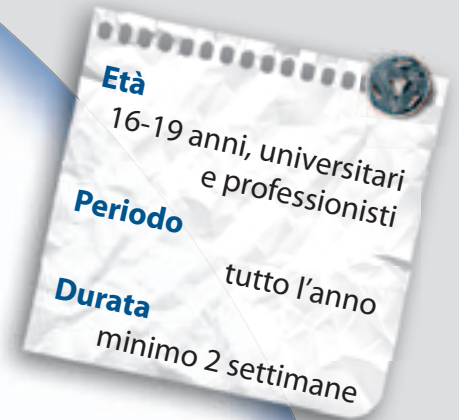 Età
16-19 anni, universitari
e professionisti
Periodo
tutto l'anno
Durata
minimo 2 settimane